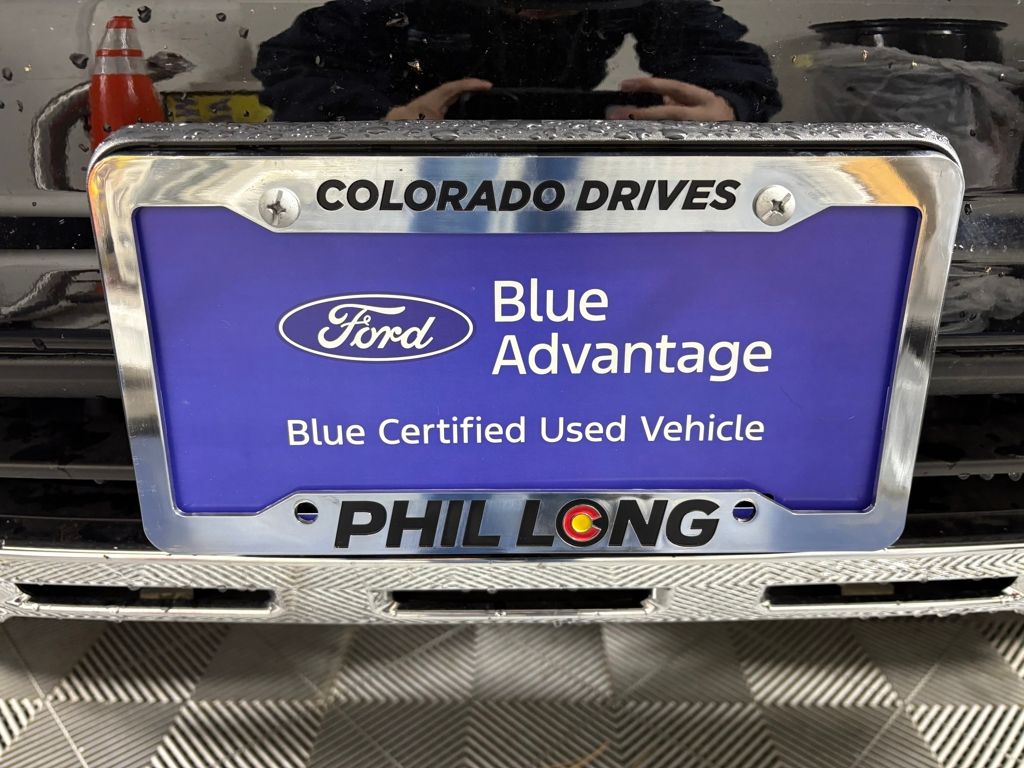 COLORADO DRIVES
Ford
Blue
Advantage
Blue Certified Used Vehicle
PHIL LONG